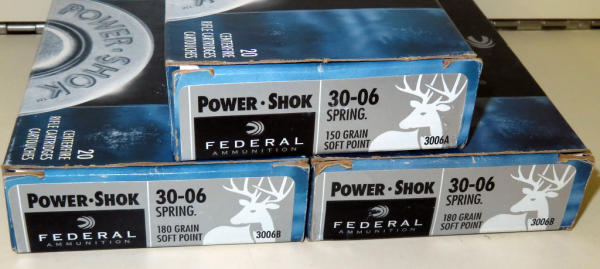 POWER·SHOK
™
20
CENTERFIRE
RIFLE CARTRIDGES
CARTOUCHES
POWER·SHOK
FEDERAL
AMMUNITION
30-06
SPRING.
150 GRAIN
SOFT POINT
3006A
20
CENTERFIRE
RIFLE CARTRIDGES
CARTOUCHES
POWER·SHOK
FEDERAL
AMMUNITION
30-06
SPRING.
180 GRAIN
SOFT POINT
3006B
POWER·SHOK
FEDERAL
AMMUNITION
30-06
SPRING.
180 GRAIN
SOFT POINT
3006B